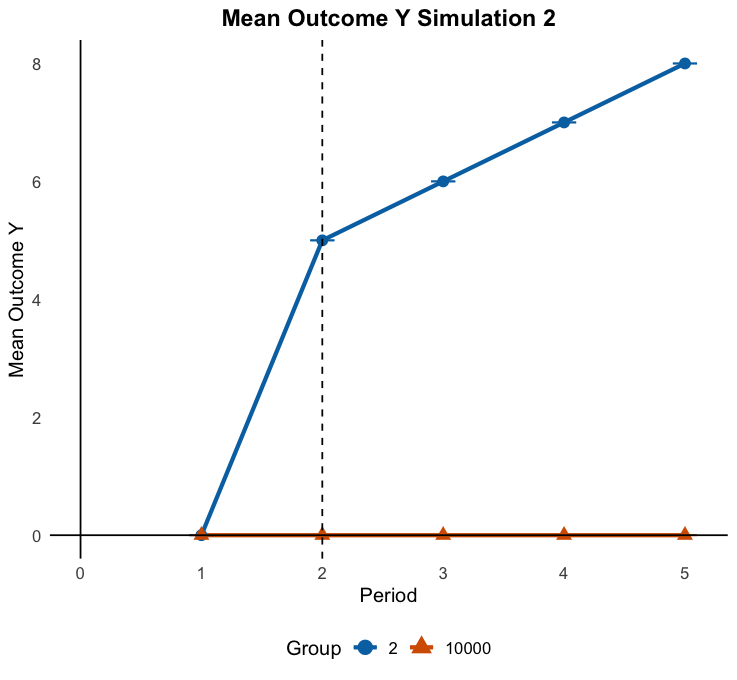 Mean Outcome Y Simulation 2
Mean Outcome Y
8
6
4
2
0
0 1 2 3 4 5
Period
Group 2 10000